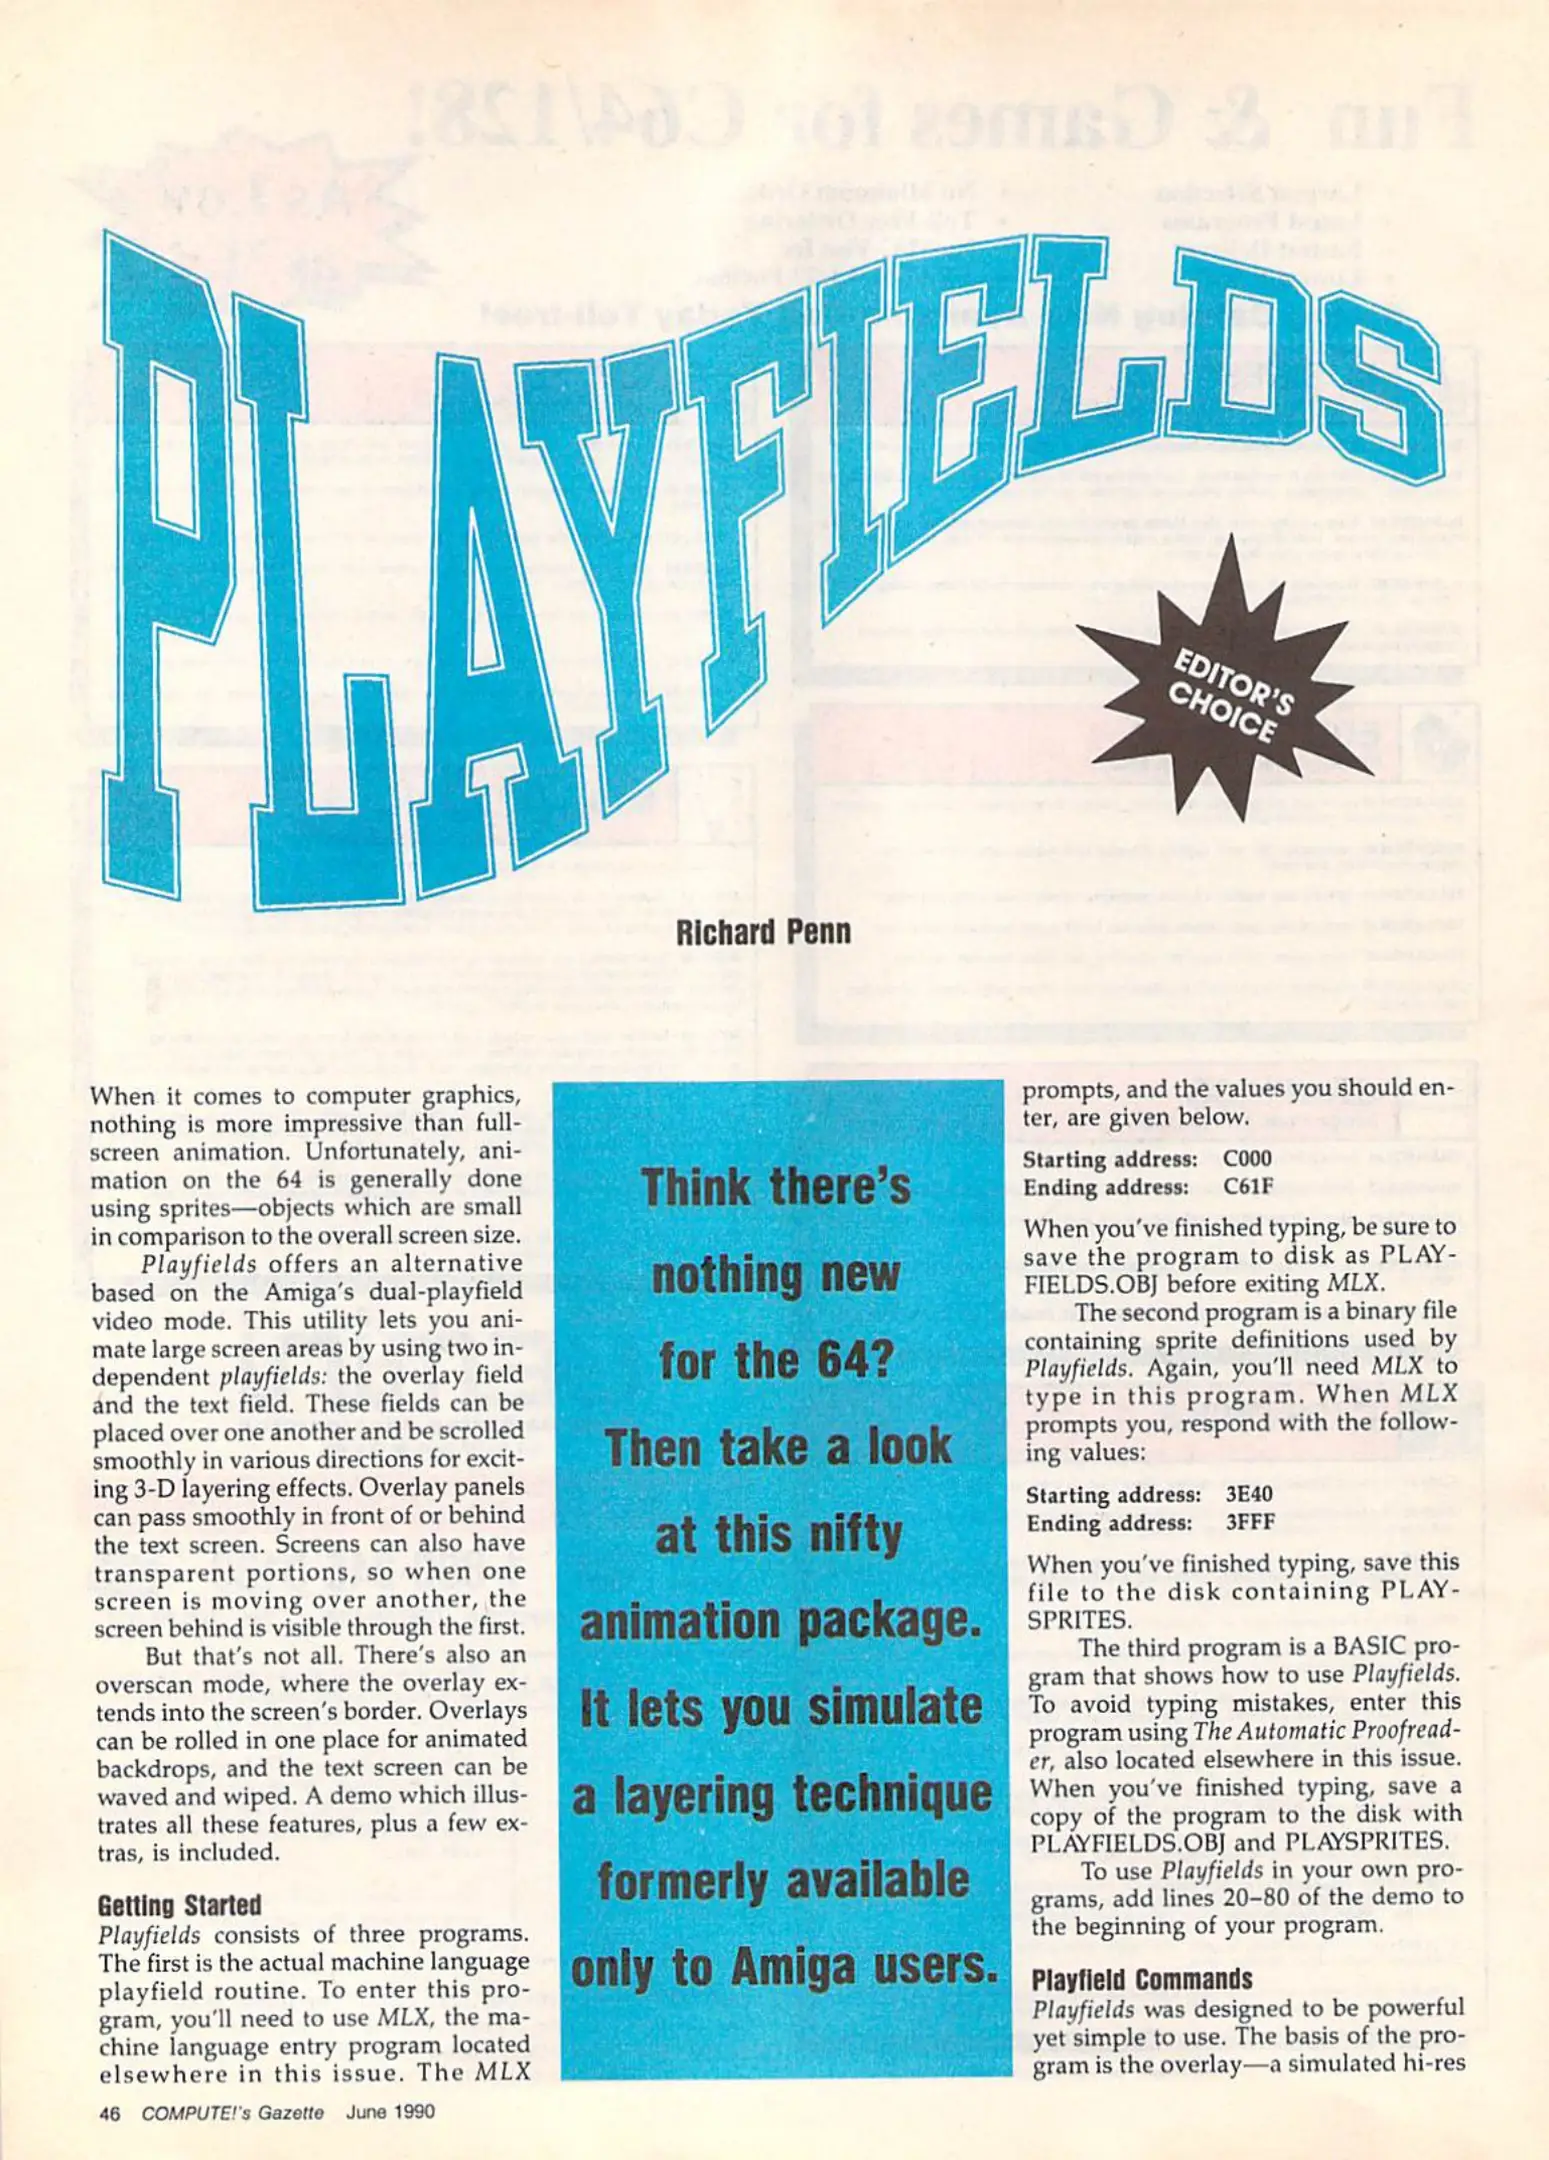 PLAYFIELDS
EDITOR'S
CHOICE
Richard Penn
When it comes to computer graphics,
nothing is more impressive than full-
screen animation. Unfortunately, ani-
mation on the 64 is generally done
using sprites—objects which are small
in comparison to the overall screen size.
Playfields offers an alternative
based on the Amiga's dual-playfield
video mode. This utility lets you ani-
mate large screen areas by using two in-
dependent playfields: the overlay field
and the text field. These fields can be
placed over one another and be scrolled
smoothly in various directions for excit-
ing 3-D layering effects. Overlay panels
can pass smoothly in front of or behind
the text screen. Screens can also have
transparent portions, so when one
screen is moving over another, the
screen behind is visible through the first.
But that's not all. There's also an
overscan mode, where the overlay ex-
tends into the screen's border. Overlays
can be rolled in one place for animated
backdrops, and the text screen can be
waved and wiped. A demo which illus-
trates all these features, plus a few ex-
tras, is included.
Getting Started
Playfields consists of three programs.
The first is the actual machine language
playfield routine. To enter this pro-
gram, you'll need to use MLX, the ma-
chine language entry program located
elsewhere in this issue. The MLX
Think there's
nothing new
for the 64?
Then take a look
at this nifty
animation package.
It lets you simulate
a layering technique
formerly available
only to Amiga users.
prompts, and the values you should en-
ter, are given below.
Starting address: C000
Ending address: C61F
When you've finished typing, be sure to
save the program to disk as PLAY-
FIELDS.OBJ before exiting MLX.
The second program is a binary file
containing sprite definitions used by
Playfields. Again, you'll need MLX to
type in this program. When MLX
prompts you, respond with the follow-
ing values:
Starting address: 3E40
Ending address: 3FFF
When you've finished typing, save this
file to the disk containing PLAY-
SPRITES.
The third program is a BASIC pro-
gram that shows how to use Playfields.
To avoid typing mistakes, enter this
program using The Automatic Proofread-
er, also located elsewhere in this issue.
When you've finished typing, save a
copy of the program to the disk with
PLAYFIELDS.OBJ and PLAYSPRITES.
To use Playfields in your own pro-
grams, add lines 20–80 of the demo to
the beginning of your program.
Playfield Commands
Playfields was designed to be powerful
yet simple to use. The basis of the pro-
gram is the overlay—a simulated hi-res
46 COMPUTE!'s Gazette June 1990